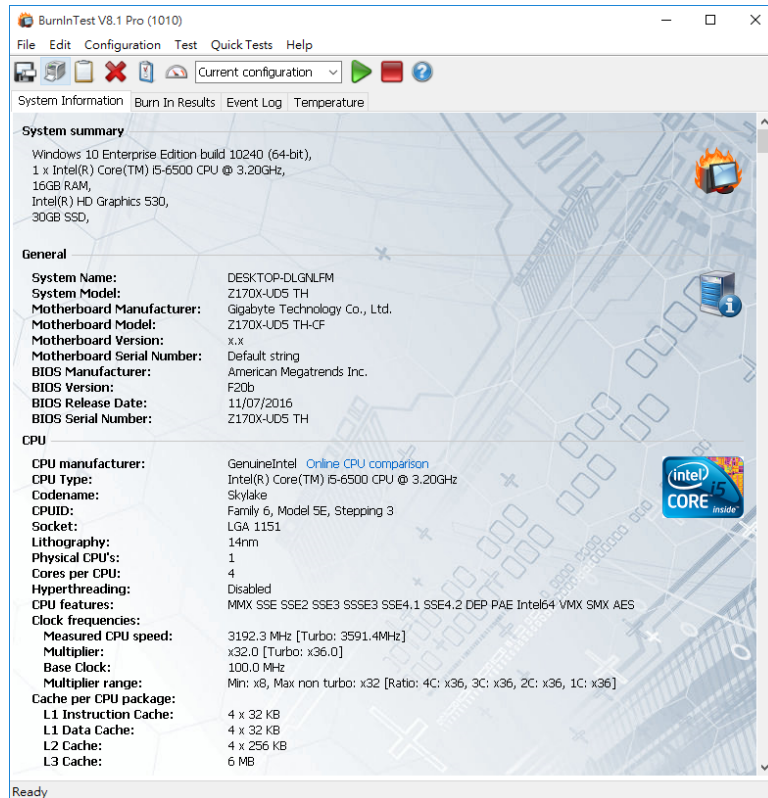 BurnInTest V8.1 Pro (1010)
File Edit Configuration Test Quick Tests Help
Current configuration
System Information Burn In Results Event Log Temperature
System summary
Windows 10 Enterprise Edition build 10240 (64-bit),
1 x Intel(R) Core(TM) i5-6500 CPU @ 3.20GHz,
16GB RAM,
Intel(R) HD Graphics 530,
30GB SSD,
General
System Name: DESKTOP-DLGNLFM
System Model: Z170X-UD5 TH
Motherboard Manufacturer: Gigabyte Technology Co., Ltd.
Motherboard Model: Z170X-UD5 TH-CF
Motherboard Version: x.x
Motherboard Serial Number: Default string
BIOS Manufacturer: American Megatrends Inc.
BIOS Version: F20b
BIOS Release Date: 11/07/2016
BIOS Serial Number: Z170X-UD5 TH
CPU
CPU manufacturer: GenuineIntel Online CPU comparison
CPU Type: Intel(R) Core(TM) i5-6500 CPU @ 3.20GHz
Codename: Skylake
CPUID: Family 6, Model 5E, Stepping 3
Socket: LGA 1151
Lithography: 14nm
Physical CPU's: 1
Cores per CPU: 4
Hyperthreading: Disabled
CPU features: MMX SSE SSE2 SSE3 SSSE3 SSE4.1 SSE4.2 DEP PAE Intel64 VMX SMX AES
Clock frequencies:
Measured CPU speed: 3192.3 MHz [Turbo: 3591.4MHz]
Multiplier: x32.0 [Turbo: x36.0]
Base Clock: 100.0 MHz
Multiplier range: Min: x8, Max non turbo: x32 [Ratio: 4C: x36, 3C: x36, 2C: x36, 1C: x36]
Cache per CPU package:
L1 Instruction Cache: 4 x 32 KB
L1 Data Cache: 4 x 32 KB
L2 Cache: 4 x 256 KB
L3 Cache: 6 MB
intel
CORE i5
inside
Ready